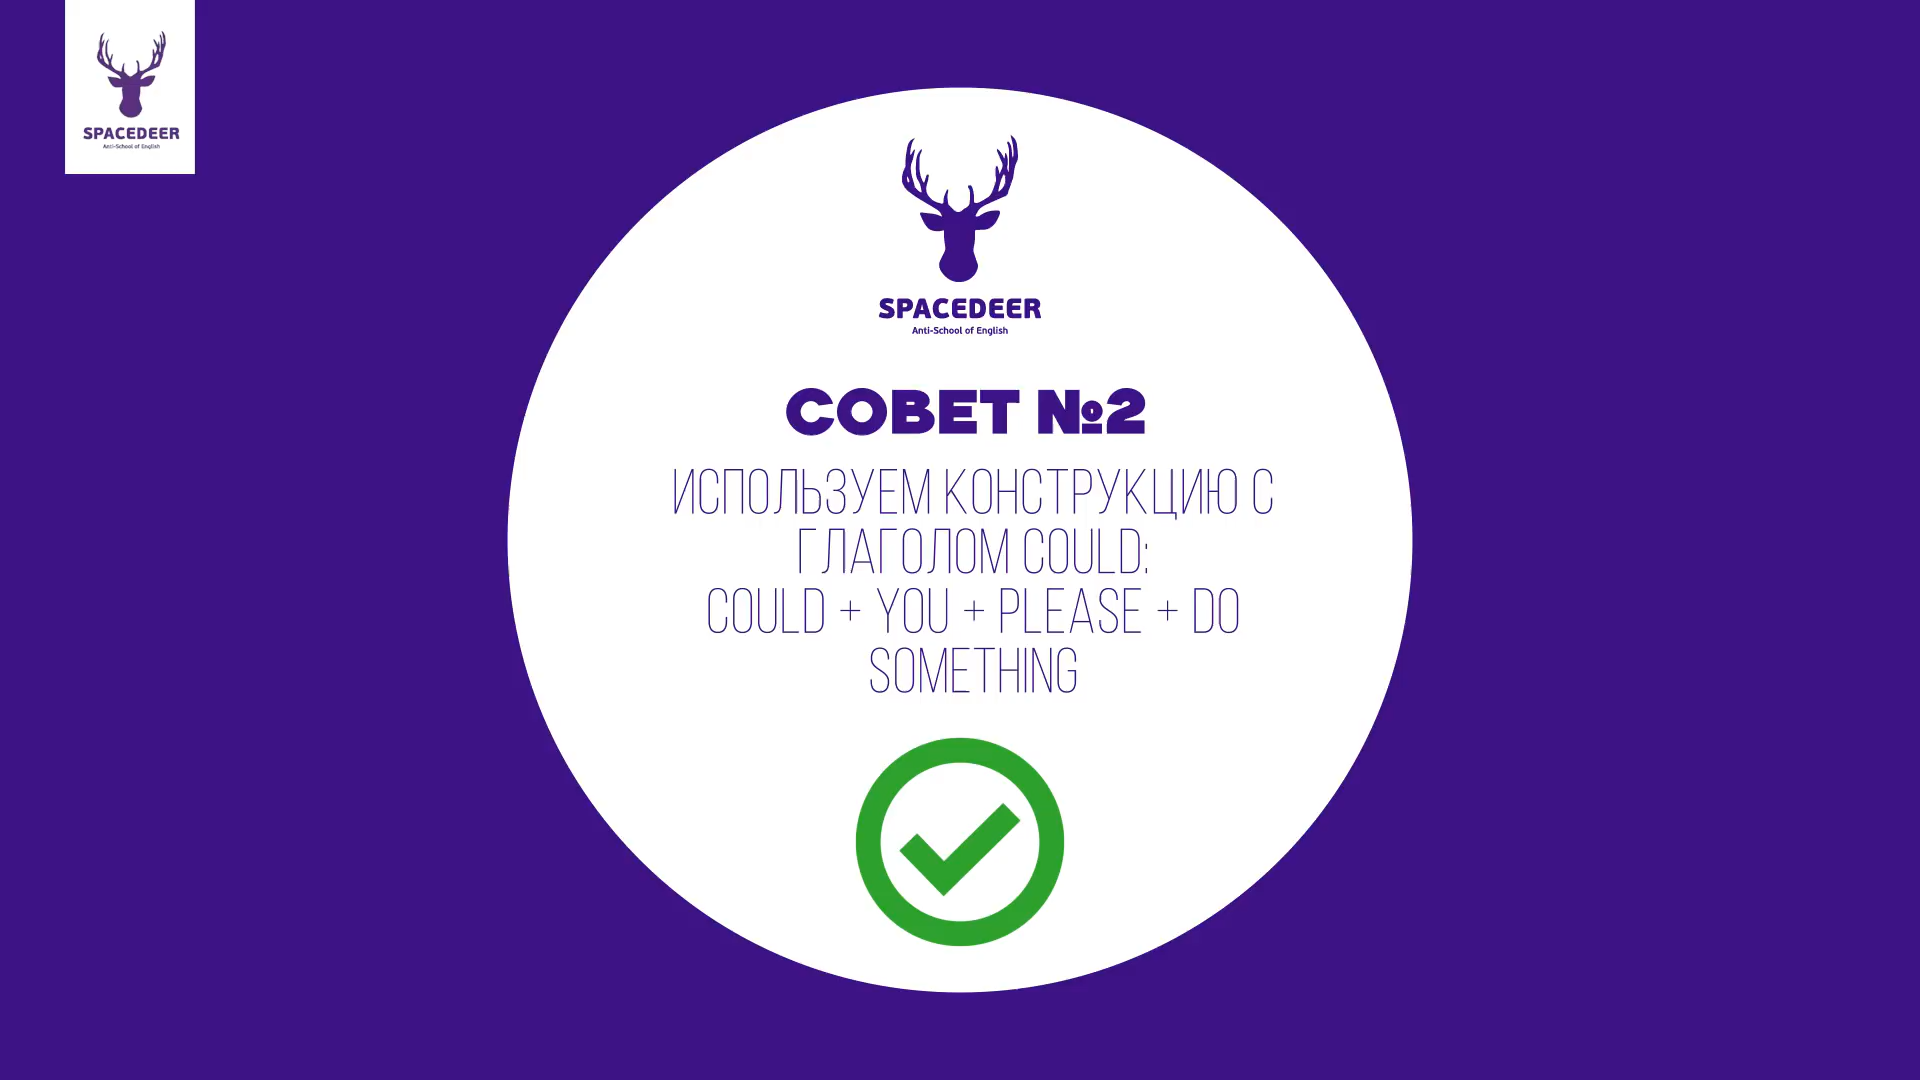 SPACEDEER
Anti-School of English
SPACEDEER
Anti-School of English
СОВЕТ №2
ИСПОЛЬЗУЕМ КОНСТРУКЦИЮ С
ГЛАГОЛОМ COULD:
COULD + YOU + PLEASE + DO
SOMETHING